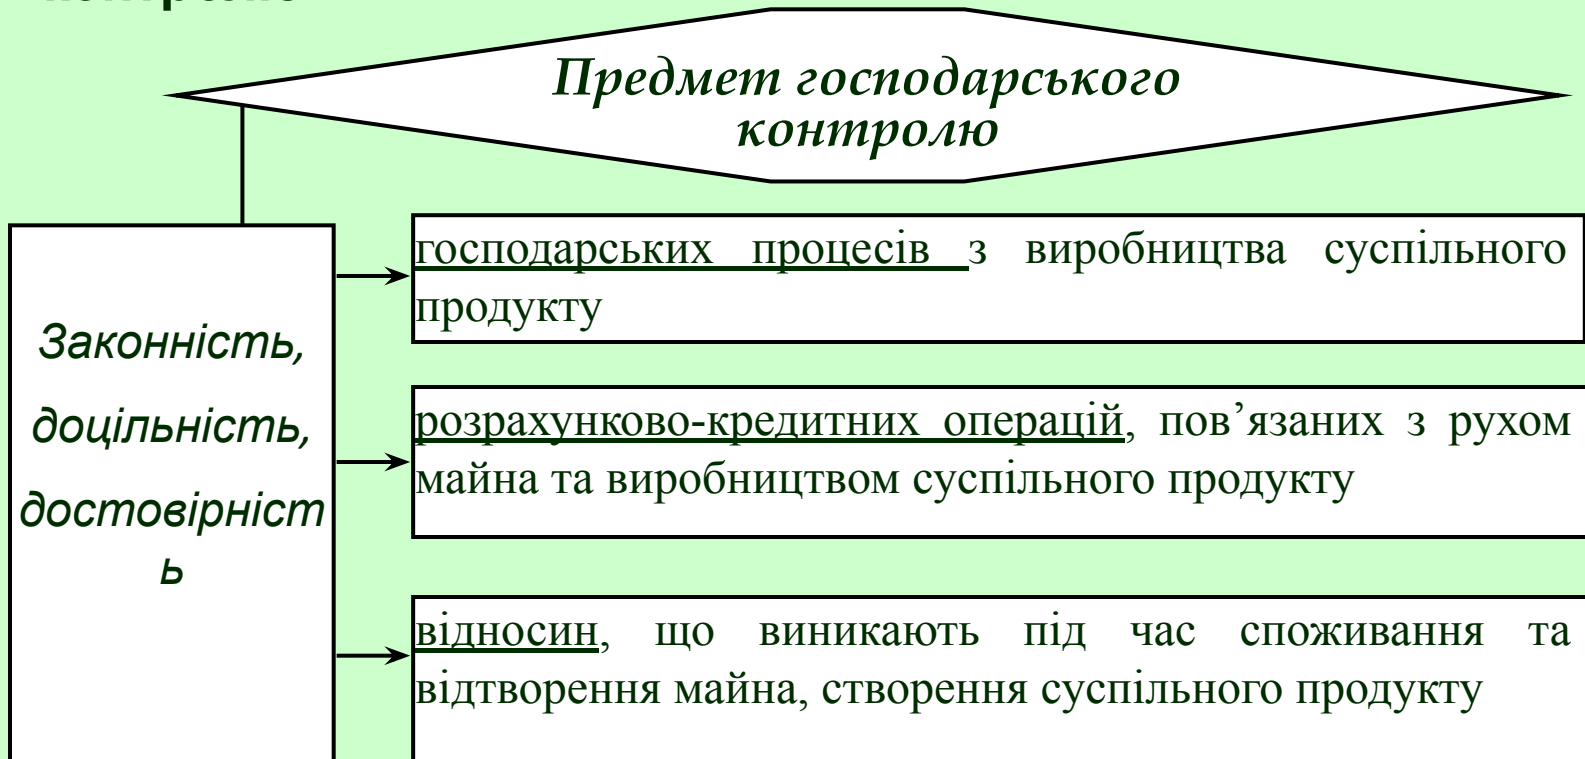 Предмет господарського
контролю
господарських процесів з виробництва суспільного
продукту
Законність,
доцільність,
достовірніст
ь
розрахунково-кредитних операцій, пов’язаних з рухом
майна та виробництвом суспільного продукту
відносин, що виникають під час споживання та
відтворення майна, створення суспільного продукту